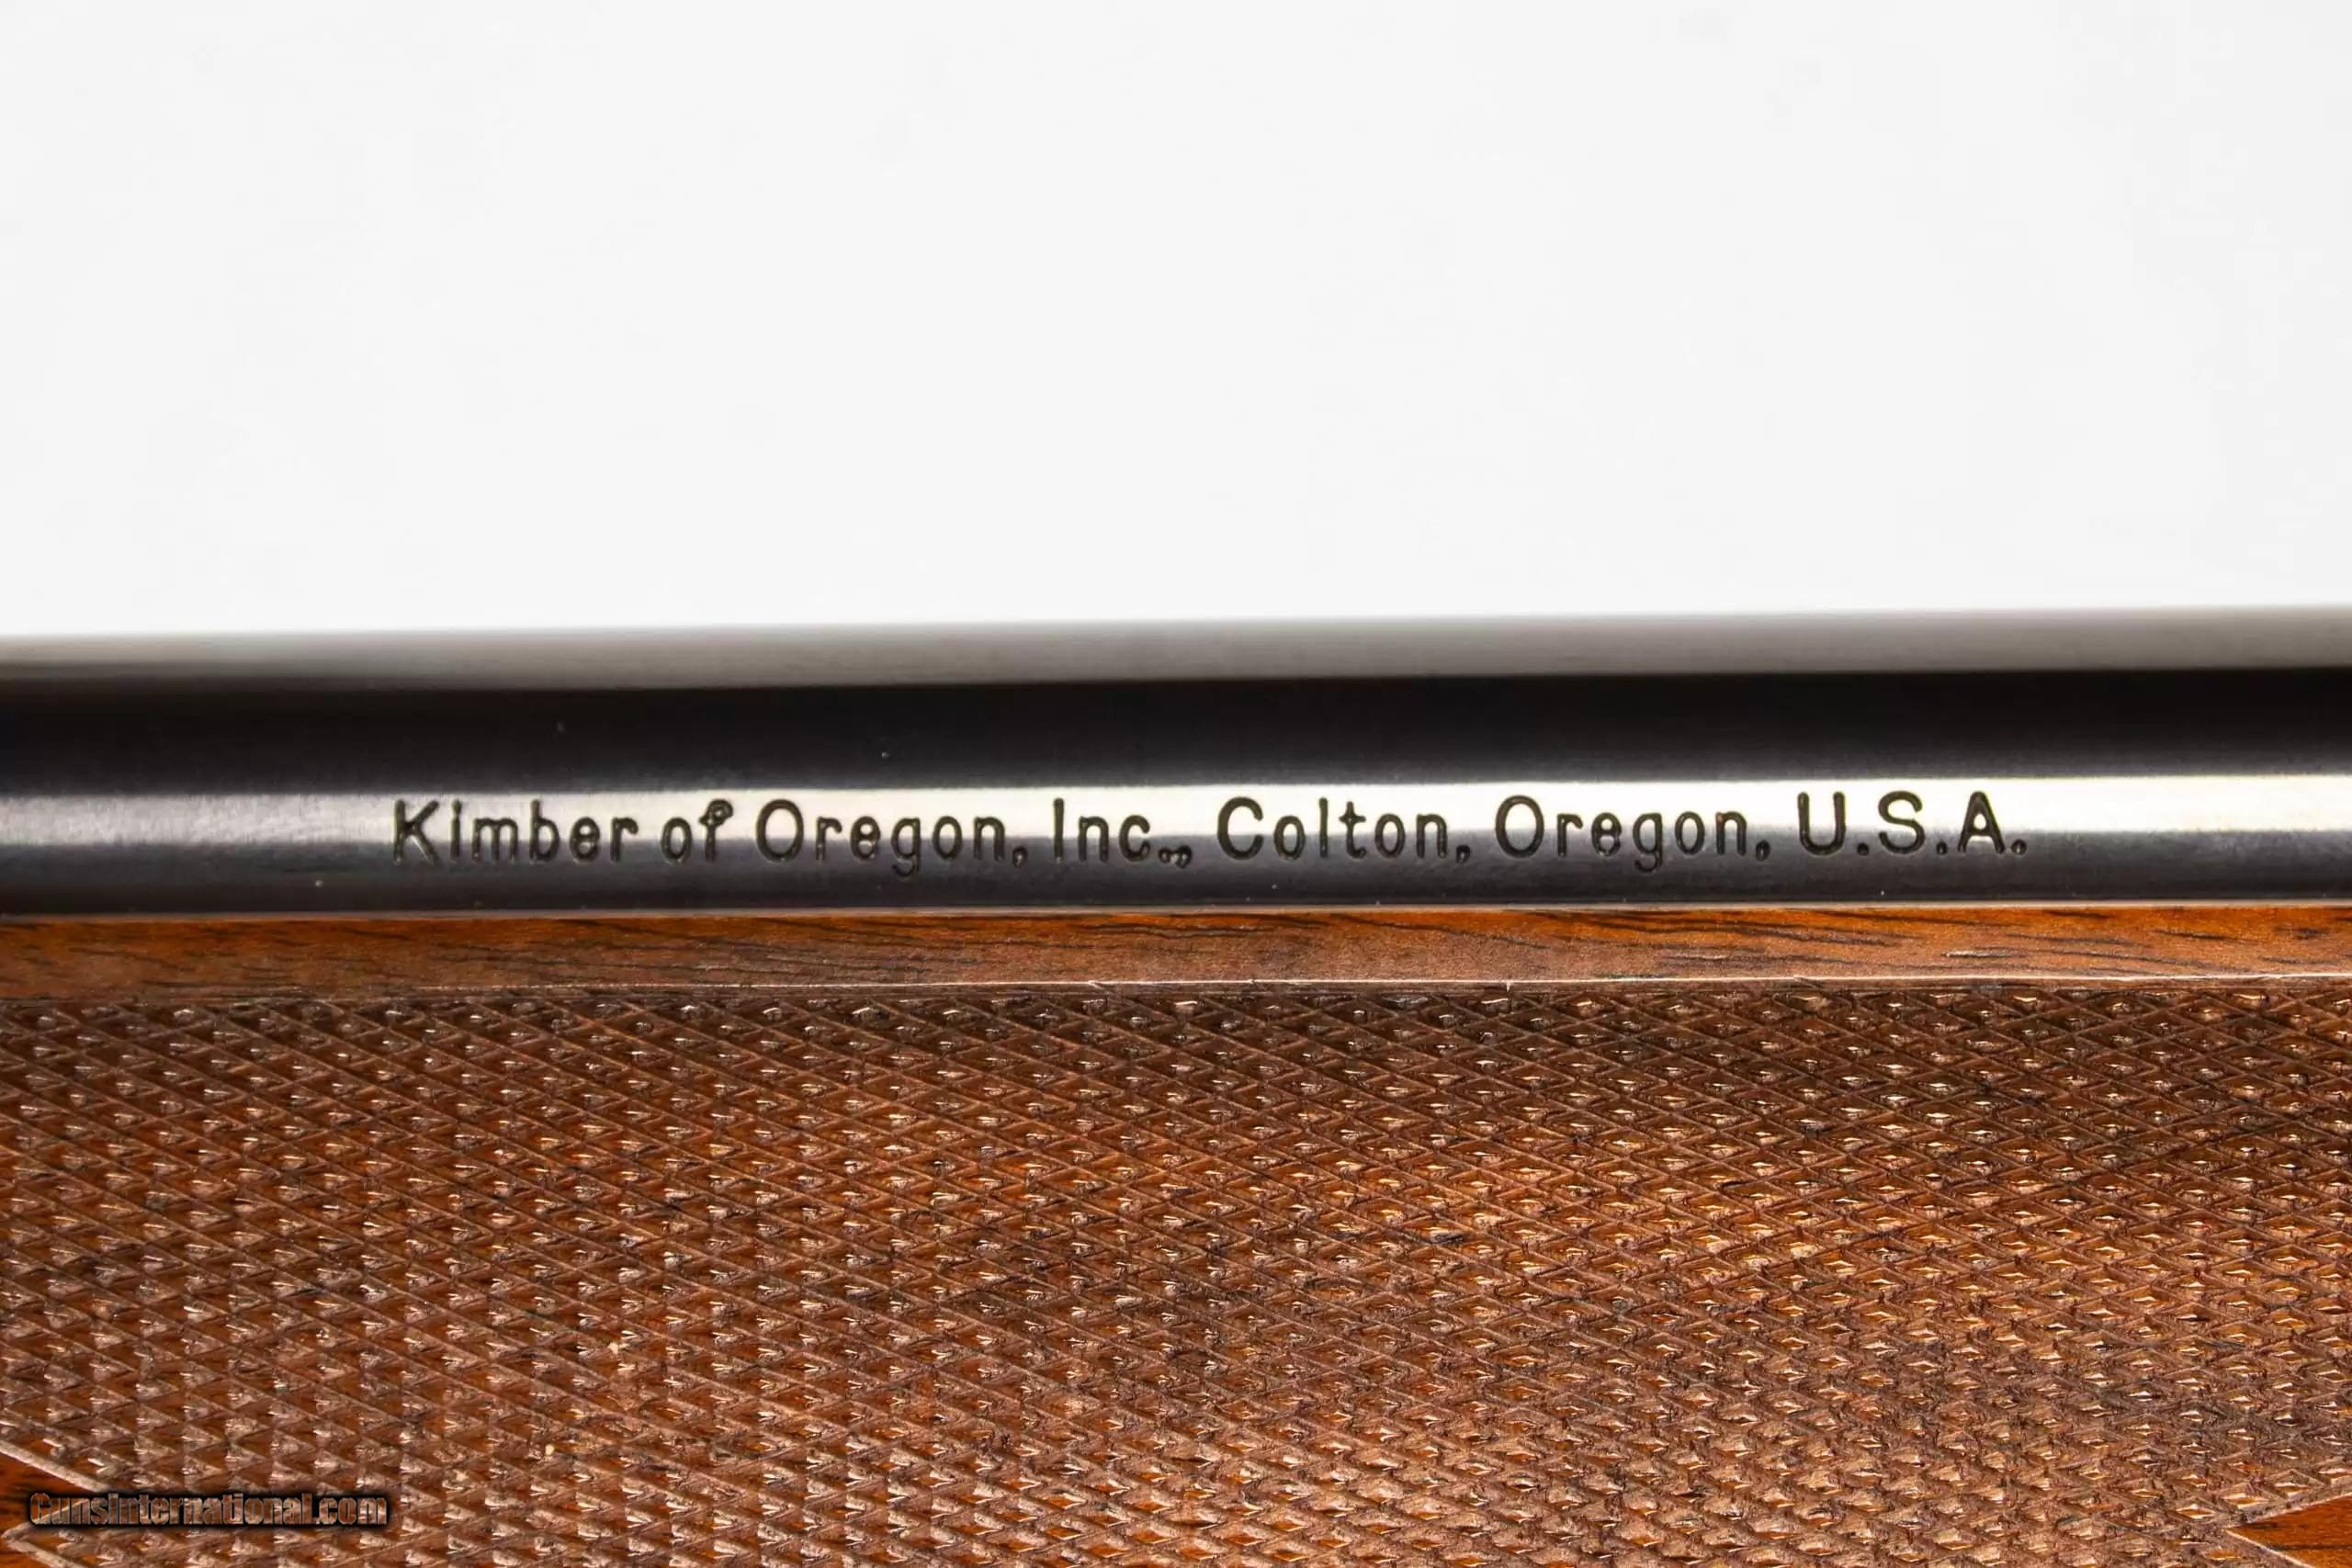 Kimber of Oregon, Inc., Colton, Oregon, U.S.A.
GunsInternational.com